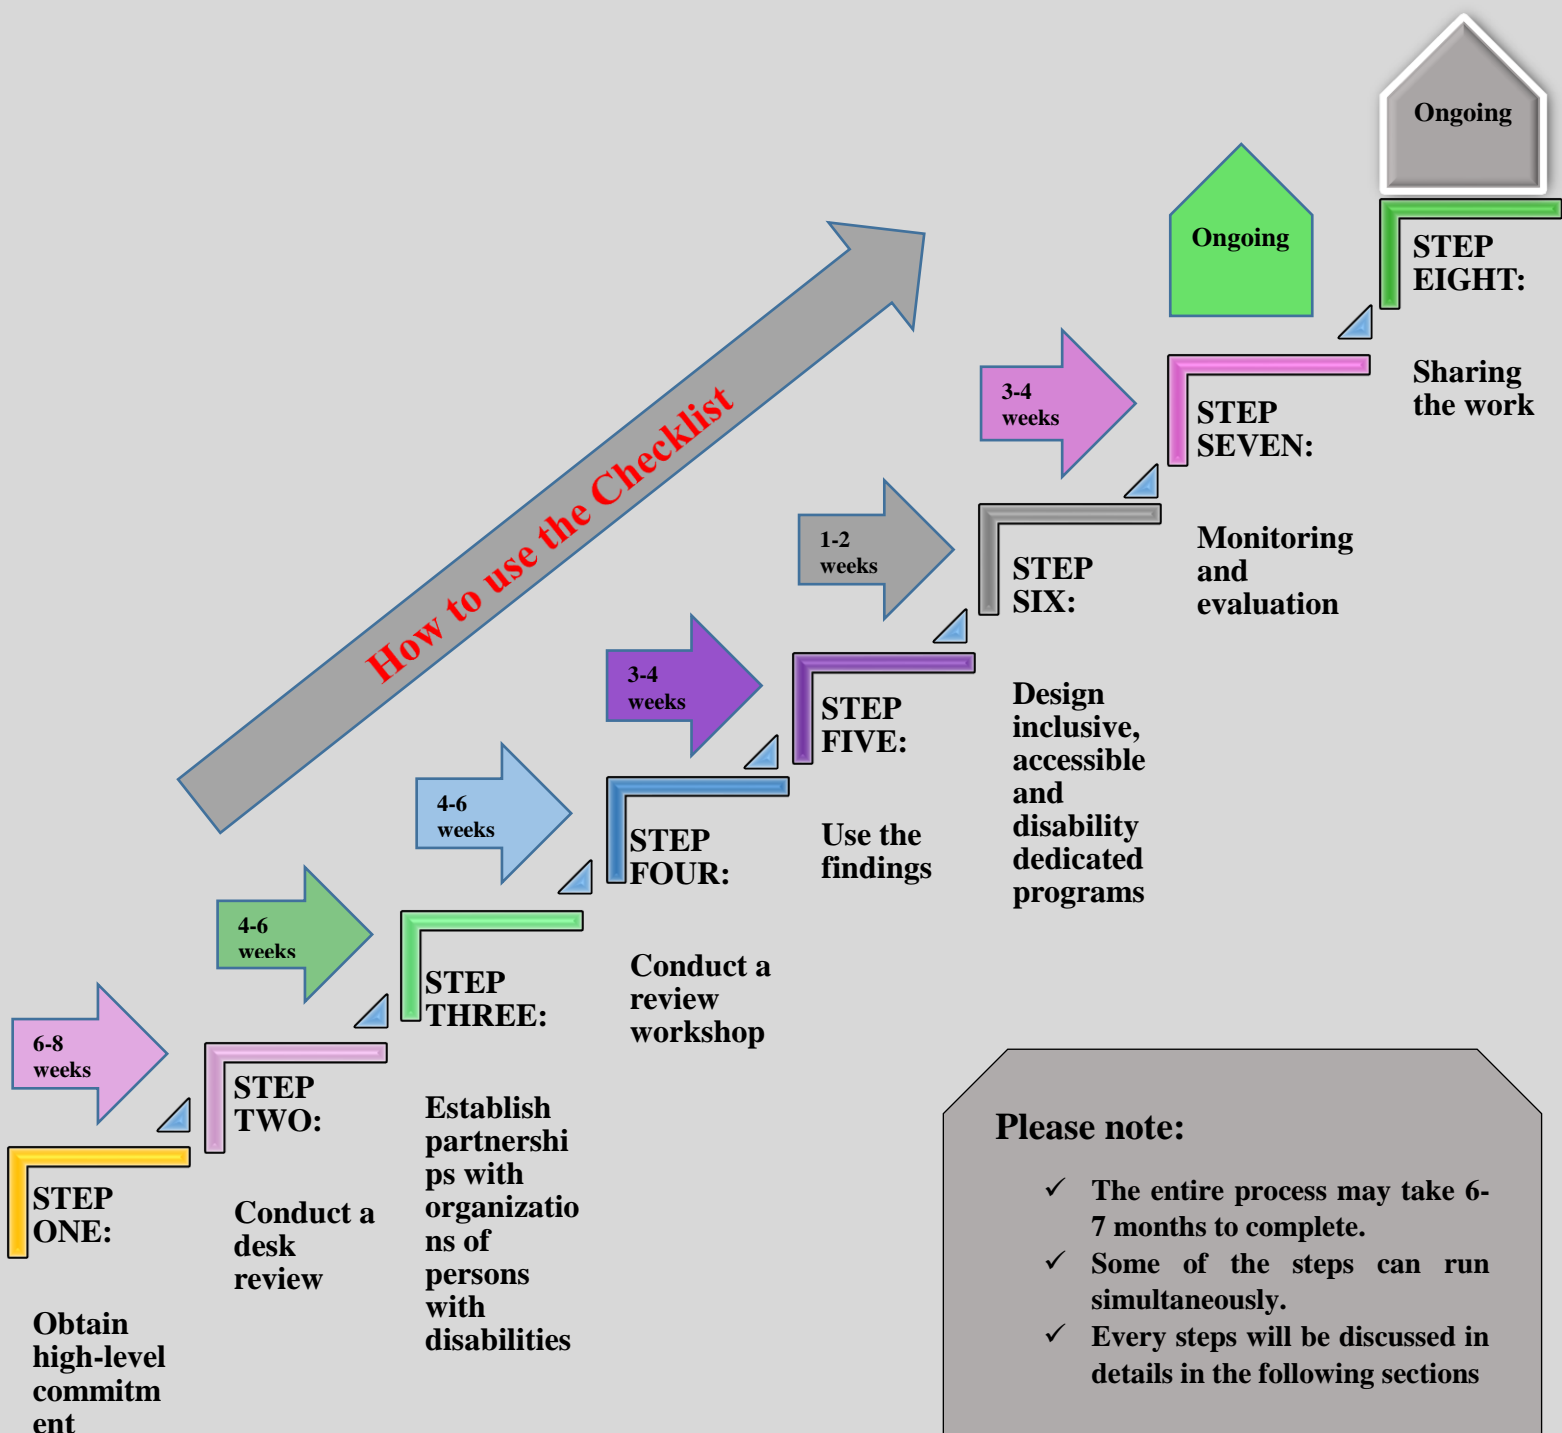 How to use the Checklist
6-8
weeks
STEP
ONE:
Obtain
high-level
commitm
ent
4-6
weeks
STEP
TWO:
Conduct a
desk
review
4-6
weeks
STEP
THREE:
Establish
partnershi
ps with
organizatio
ns of
persons
with
disabilities
3-4
weeks
STEP
FOUR:
Conduct a
review
workshop
1-2
weeks
STEP
FIVE:
Use the
findings
3-4
weeks
STEP
SIX:
Design
inclusive,
accessible
and
disability
dedicated
programs
Ongoing
STEP
SEVEN:
Monitoring
and
evaluation
Ongoing
STEP
EIGHT:
Sharing
the work
Please note:
✓ The entire process may take 6-
7 months to complete.
✓ Some of the steps can run
simultaneously.
✓ Every steps will be discussed in
details in the following sections